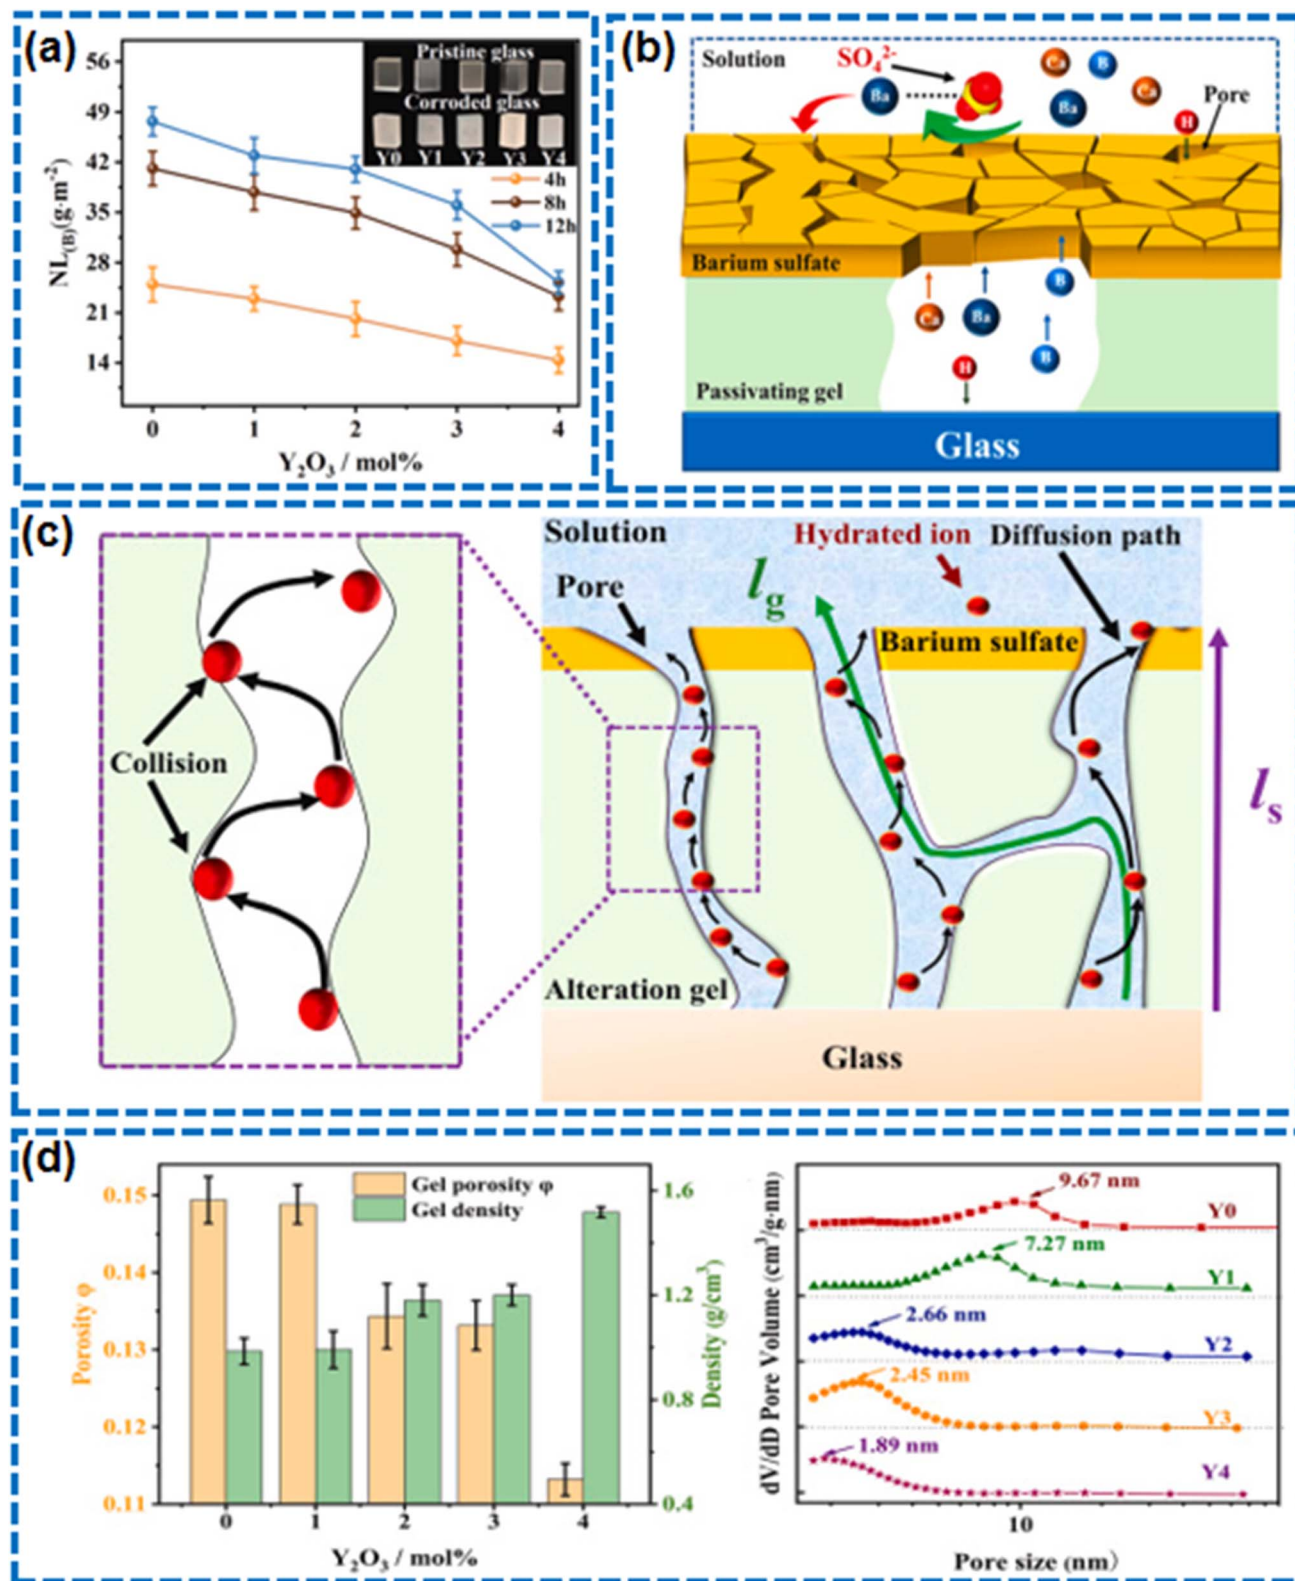 (a)
Pristine glass
Corroded glass
Y0 Y1 Y2 Y3 Y4
4h
8h
12h
56
49
42
35
28
21
14
NL(B)(g·m-2)
0 1 2 3 4
Y2O3 / mol%
(b)
Solution
SO42-
Ba
Ca
B
Ca
Ba
H
Pore
Barium sulfate
Ca
Ba
B
B
H
Passivating gel
Glass
(c)
Collision
Solution
Pore
lg
Hydrated ion
Diffusion path
Barium sulfate
ls
Alteration gel
Glass
(d)
Gel porosity φ
Gel density
0.15
0.14
0.13
0.12
0.11
Porosity φ
1.6
1.2
0.8
0.4
Density (g/cm3)
0 1 2 3 4
Y2O3 / mol%
dV/dD Pore Volume (cm3/g·nm)
9.67 nm
Y0
7.27 nm
Y1
2.66 nm
Y2
2.45 nm
Y3
1.89 nm
Y4
10
Pore size (nm)